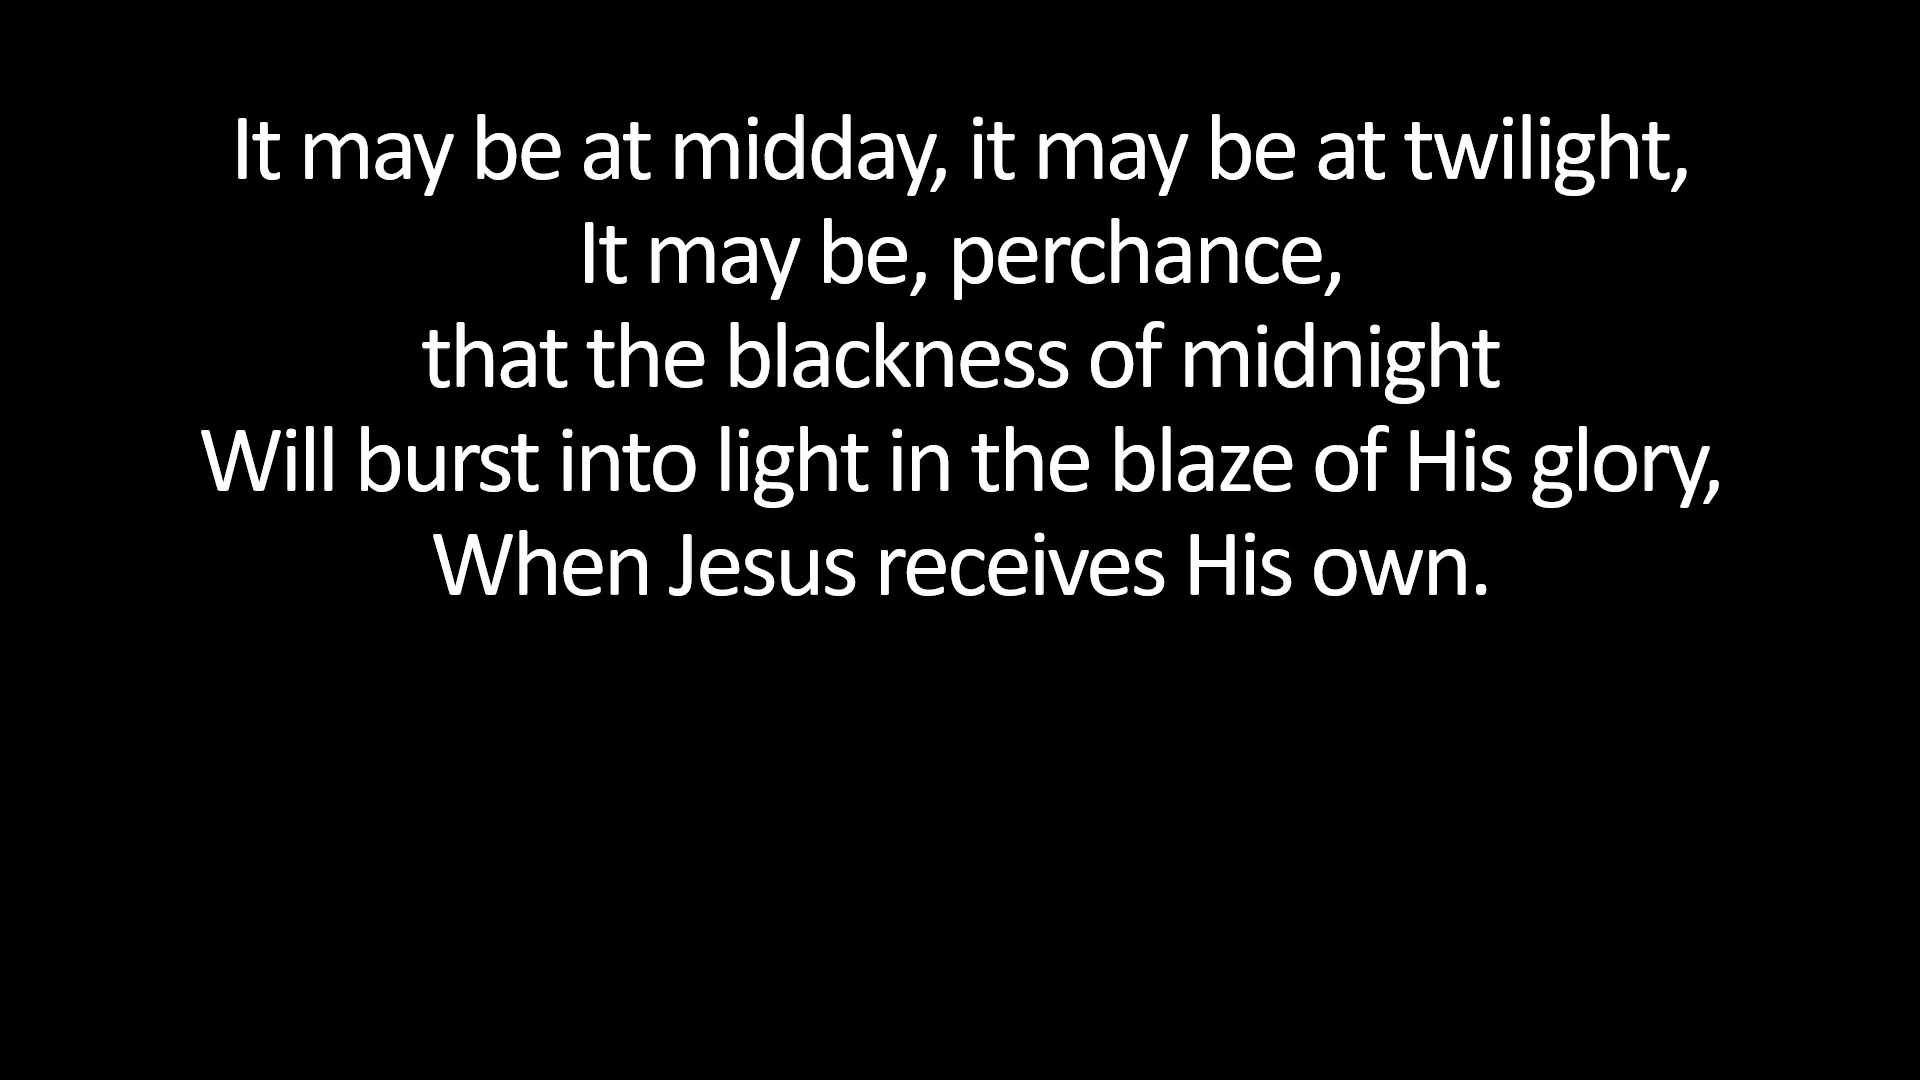 It may be at midday, it may be at twilight,
It may be, perchance,
that the blackness of midnight
Will burst into light in the blaze of His glory,
When Jesus receives His own.